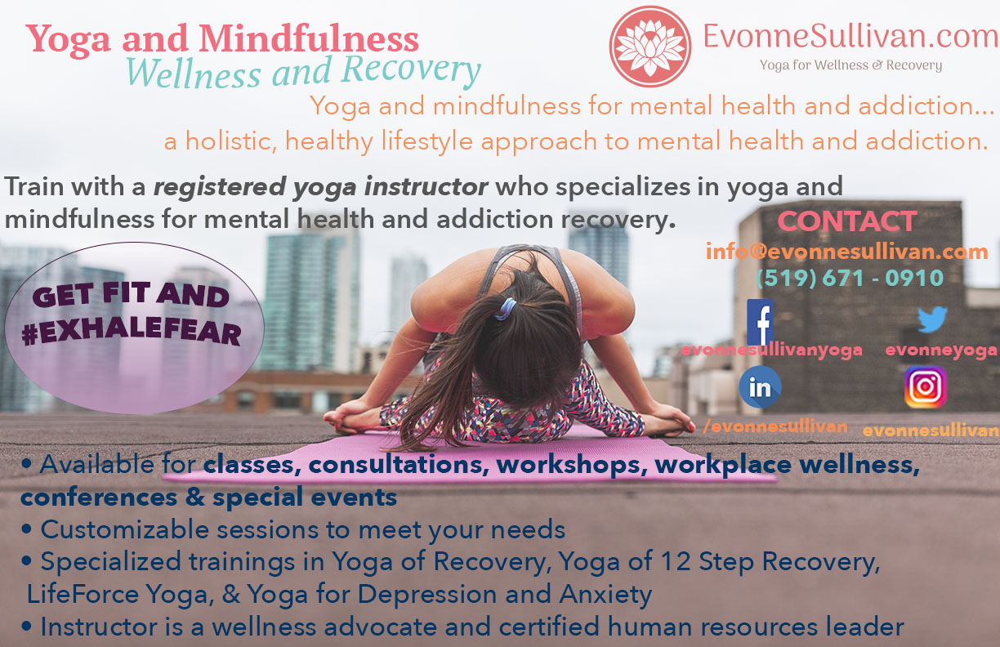 Yoga and Mindfulness
Wellness and Recovery
EvonneSullivan.com
Yoga for Wellness & Recovery
Yoga and mindfulness for mental health and addiction...
a holistic, healthy lifestyle approach to mental health and addiction.
Train with a registered yoga instructor who specializes in yoga and
mindfulness for mental health and addiction recovery.
GET FIT AND
#EXHALEFEAR
CONTACT
info@evonnesullivan.com
(519) 671 - 0910
evonnesullivanyoga
evonneyoga
in
/evonnesullivan
evonnesullivan
• Available for classes, consultations, workshops, workplace wellness,
conferences & special events
• Customizable sessions to meet your needs
• Specialized trainings in Yoga of Recovery, Yoga of 12 Step Recovery,
LifeForce Yoga, & Yoga for Depression and Anxiety
• Instructor is a wellness advocate and certified human resources leader